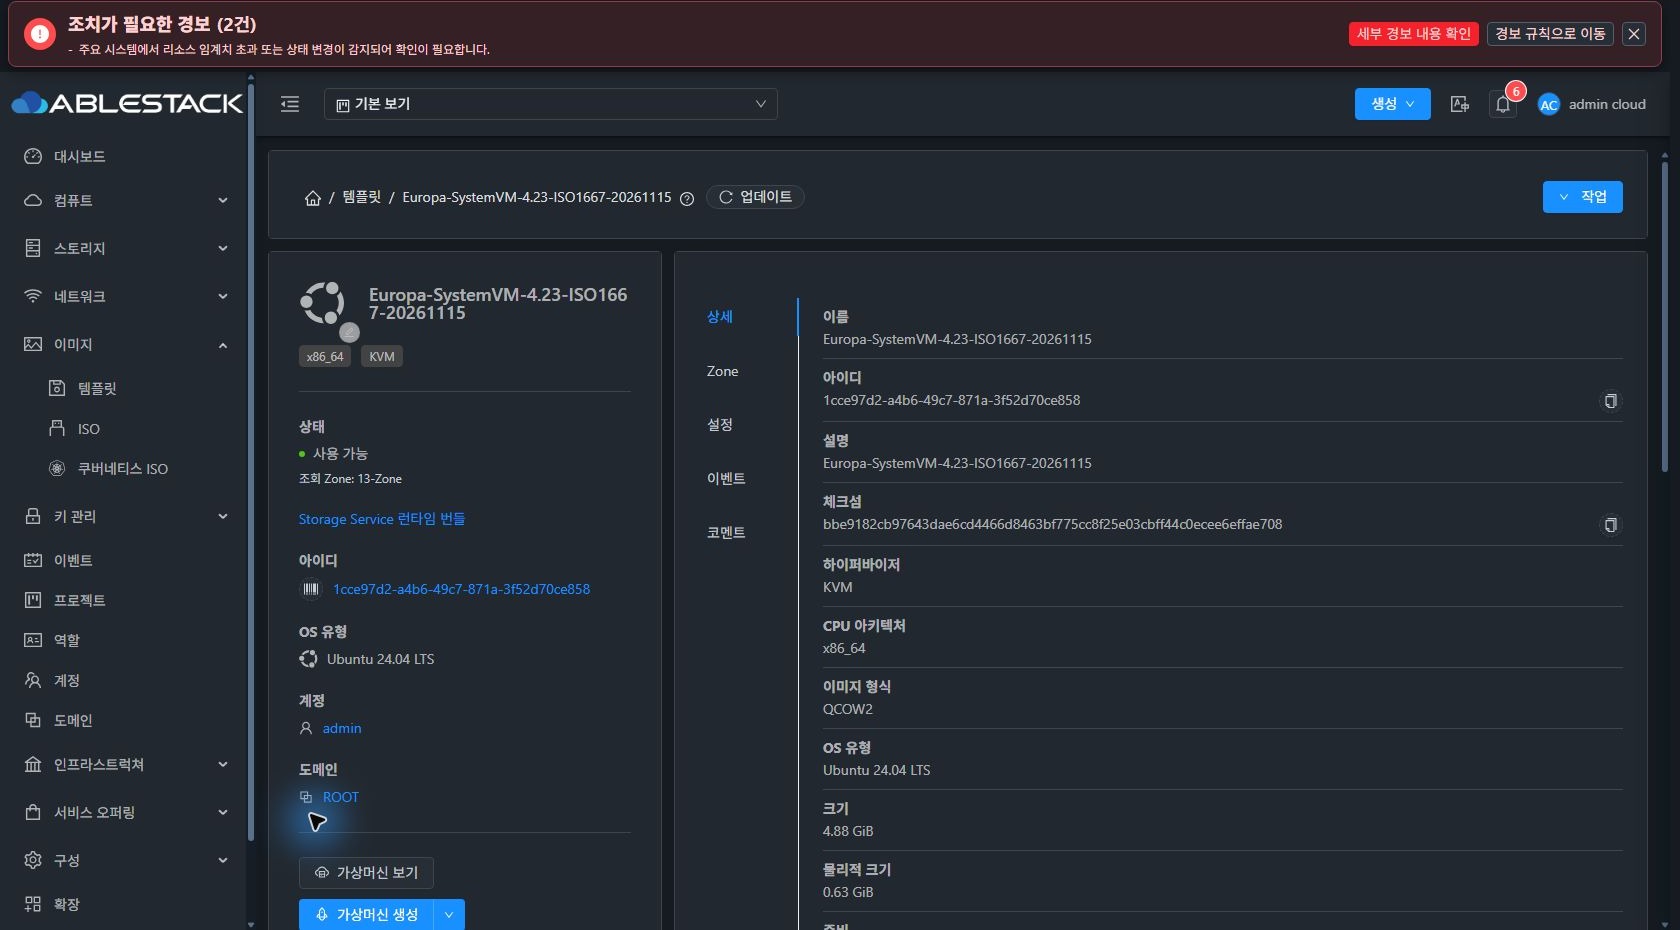 조치가 필요한 경보 (2건)
- 주요 시스템에서 리소스 임계치 초과 또는 상태 변경이 감지되어 확인이 필요합니다.
세부 경보 내용 확인
경보 규칙으로 이동
ABLESTACK
기본 보기
생성
6
AC
admin cloud
대시보드
컴퓨트
스토리지
네트워크
이미지
템플릿
ISO
쿠버네티스 ISO
키 관리
이벤트
프로젝트
역할
계정
도메인
인프라스트럭쳐
서비스 오퍼링
구성
확장
/ 템플릿 / Europa-SystemVM-4.23-ISO1667-20261115
업데이트
작업
Europa-SystemVM-4.23-ISO166
7-20261115
x86_64
KVM
상태
사용 가능
조회 Zone: 13-Zone
Storage Service 런타임 번들
아이디
1cce97d2-a4b6-49c7-871a-3f52d70ce858
OS 유형
Ubuntu 24.04 LTS
계정
admin
도메인
ROOT
가상머신 보기
가상머신 생성
상세
Zone
설정
이벤트
코멘트
이름
Europa-SystemVM-4.23-ISO1667-20261115
아이디
1cce97d2-a4b6-49c7-871a-3f52d70ce858
설명
Europa-SystemVM-4.23-ISO1667-20261115
체크섬
bbe9182cb97643dae6cd4466d8463bf775cc8f25e03cbff44c0ecee6effae708
하이퍼바이저
KVM
CPU 아키텍처
x86_64
이미지 형식
QCOW2
OS 유형
Ubuntu 24.04 LTS
크기
4.88 GiB
물리적 크기
0.63 GiB